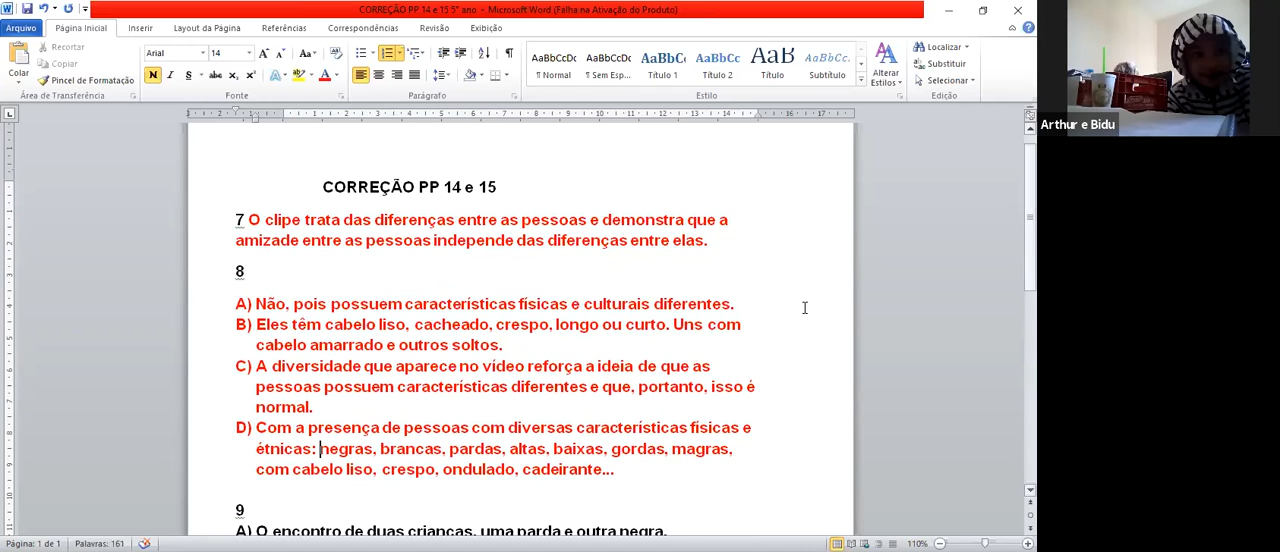 CORREÇÃO PP 14 e 15 5° ano - Microsoft Word (Falha na Ativação do Produto)
Arquivo Página Inicial Inserir Layout da Página Referências Correspondências Revisão Exibição
Colar
Recortar
Copiar
Pincel de Formatação
Área de Transferência
Arial 14
N I S abc x₂ x²
Fonte
Parágrafo
AaBbCcDc AaBbCcDc AaBbC AaBbCc AaB AaBbCc.
¶ Normal ¶ Sem Esp... Título 1 Título 2 Título Subtítulo
Alterar Estilos
Estilo
Localizar
Substituir
Selecionar
Edição
Arthur e Bidu
CORREÇÃO PP 14 e 15
7 O clipe trata das diferenças entre as pessoas e demonstra que a
amizade entre as pessoas independe das diferenças entre elas.
8
A) Não, pois possuem características físicas e culturais diferentes.
B) Eles têm cabelo liso, cacheado, crespo, longo ou curto. Uns com
cabelo amarrado e outros soltos.
C) A diversidade que aparece no vídeo reforça a ideia de que as
pessoas possuem características diferentes e que, portanto, isso é
normal.
D) Com a presença de pessoas com diversas características físicas e
étnicas: negras, brancas, pardas, altas, baixas, gordas, magras,
com cabelo liso, crespo, ondulado, cadeirante...
9
A) O encontro de duas crianças, uma parda e outra negra.
Página: 1 de 1 Palavras: 161 110%